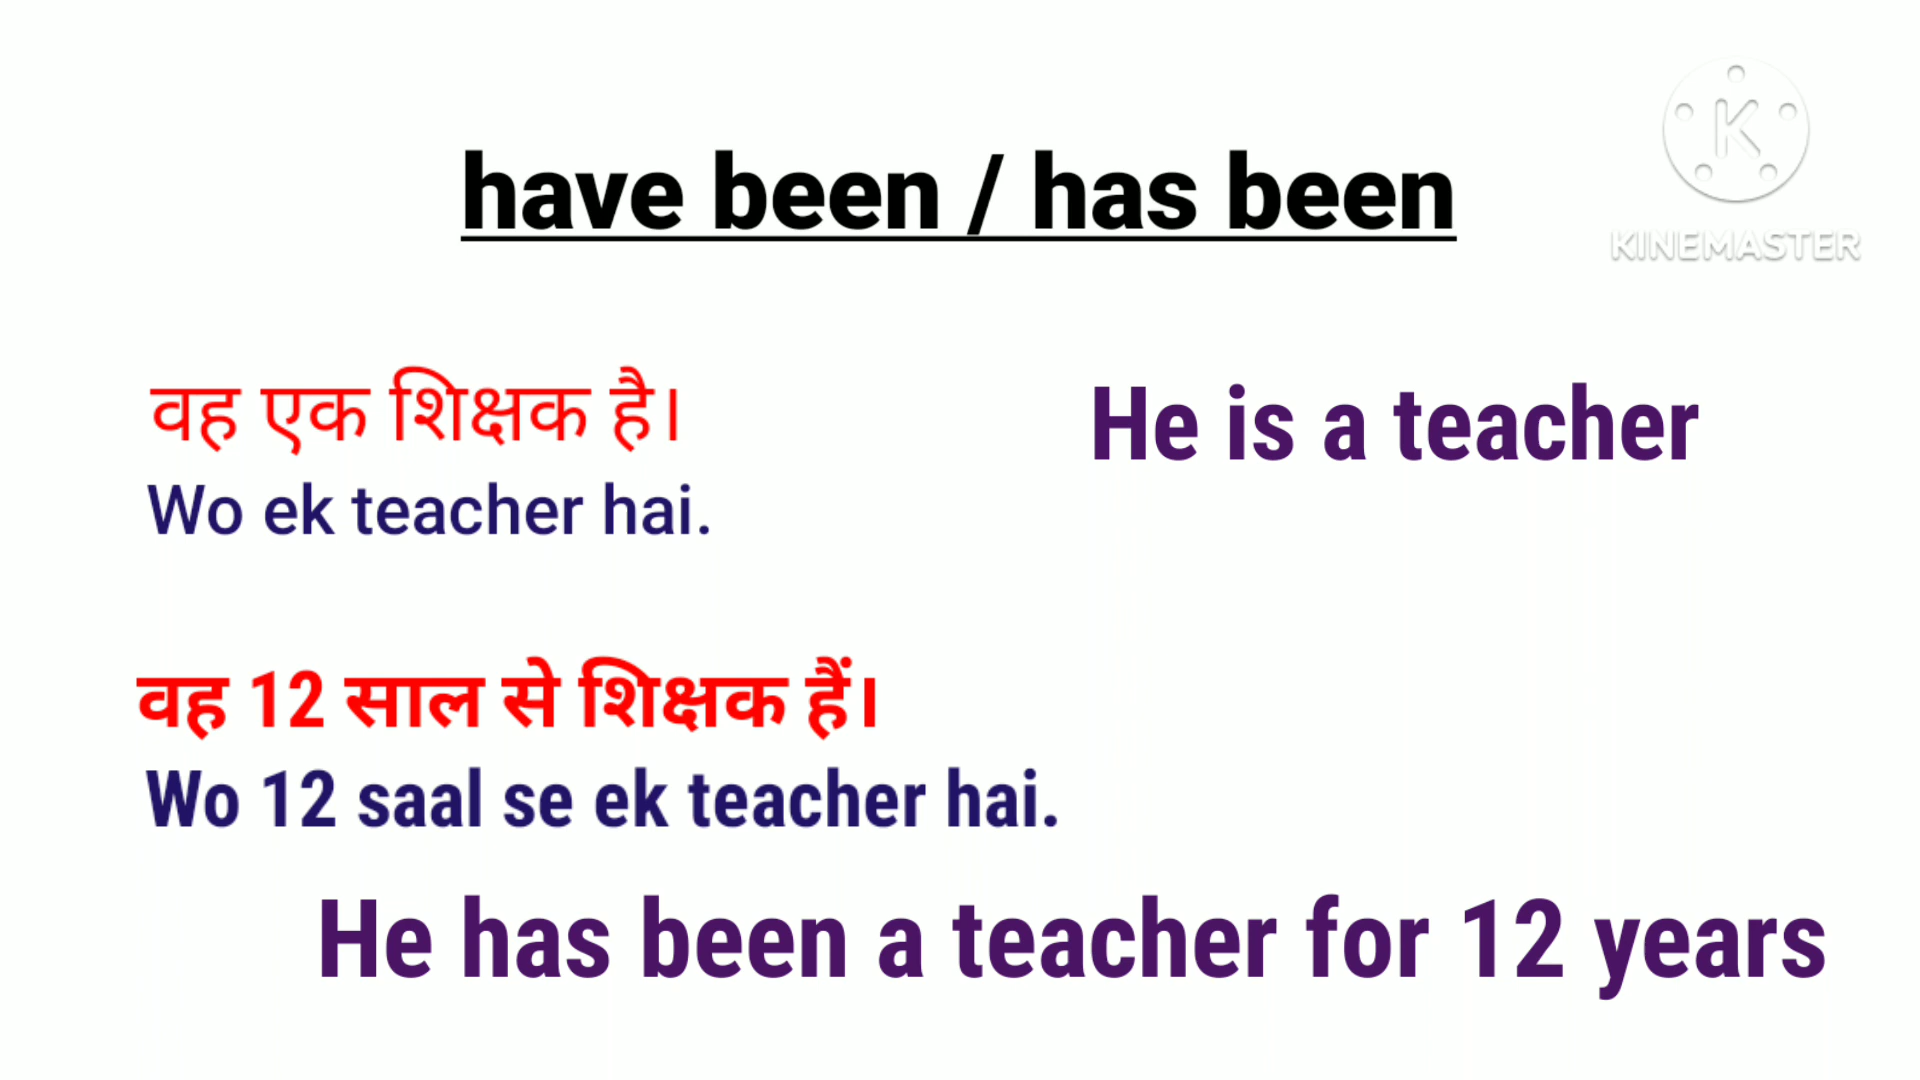 have been / has been
KINEMASTER
वह एक शिक्षक है।
He is a teacher
Wo ek teacher hai.
वह 12 साल से शिक्षक हैं।
Wo 12 saal se ek teacher hai.
He has been a teacher for 12 years